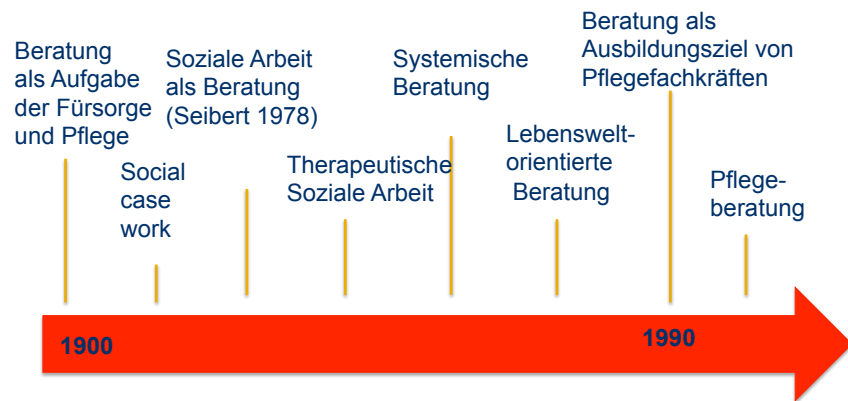 Beratung
als Aufgabe
der Fürsorge
und Pflege
Social
case
work
Soziale Arbeit
als Beratung
(Seibert 1978)
Therapeutische
Soziale Arbeit
Systemische
Beratung
Lebenswelt-
orientierte
Beratung
Beratung als
Ausbildungsziel von
Pflegefachkräften
Pflege-
beratung
1900
1990